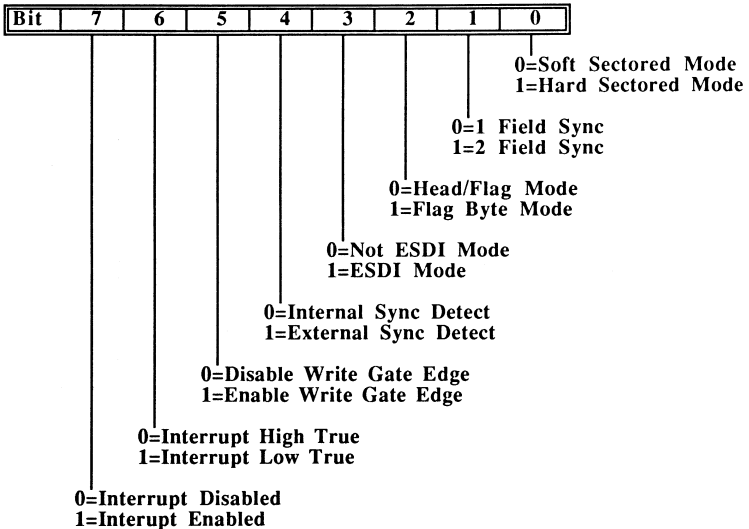 Bit 7 6 5 4 3 2 1 0
0=Soft Sectored Mode
1=Hard Sectored Mode
0=1 Field Sync
1=2 Field Sync
0=Head/Flag Mode
1=Flag Byte Mode
0=Not ESDI Mode
1=ESDI Mode
0=Internal Sync Detect
1=External Sync Detect
0=Disable Write Gate Edge
1=Enable Write Gate Edge
0=Interrupt High True
1=Interrupt Low True
0=Interrupt Disabled
1=Interupt Enabled